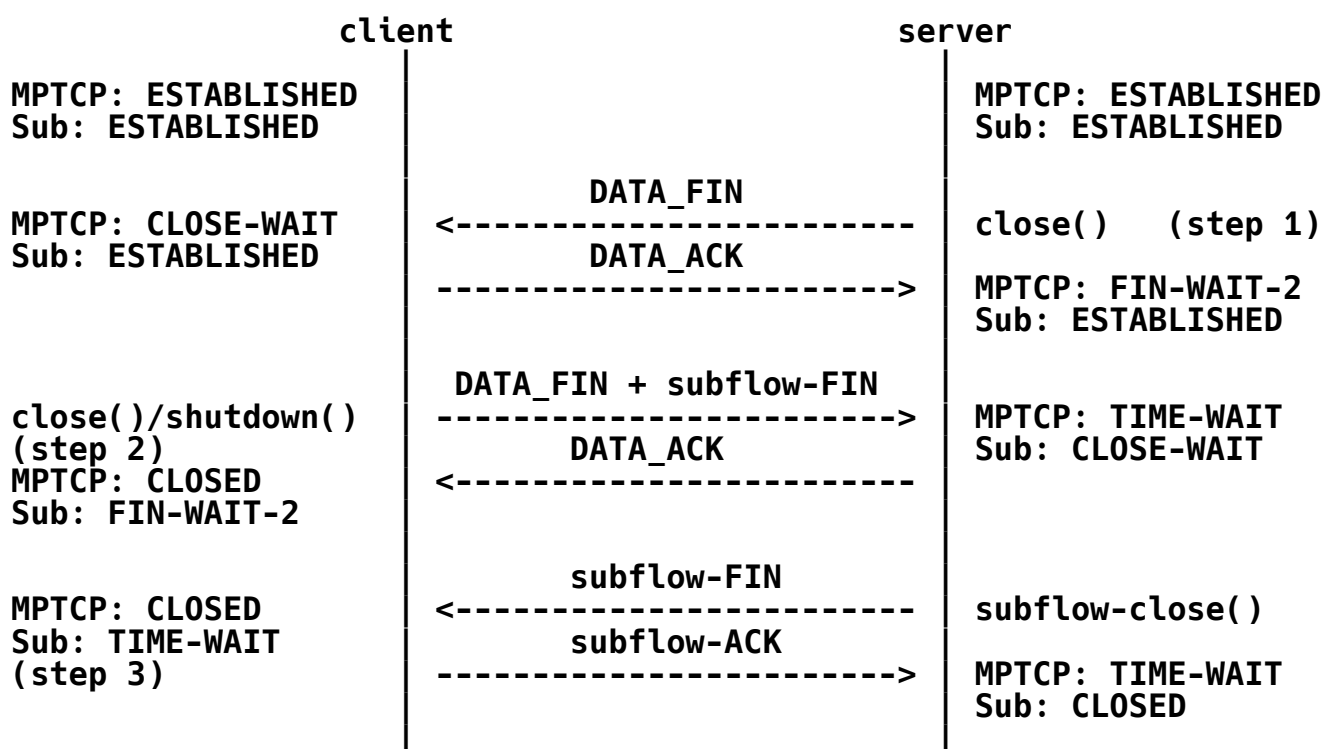 client server
MPTCP: ESTABLISHED MPTCP: ESTABLISHED
Sub: ESTABLISHED Sub: ESTABLISHED
DATA_FIN
MPTCP: CLOSE-WAIT <------------------------ close() (step 1)
Sub: ESTABLISHED DATA_ACK
------------------------> MPTCP: FIN-WAIT-2
Sub: ESTABLISHED
DATA_FIN + subflow-FIN
close()/shutdown() ------------------------> MPTCP: TIME-WAIT
(step 2) DATA_ACK Sub: CLOSE-WAIT
MPTCP: CLOSED <------------------------
Sub: FIN-WAIT-2
subflow-FIN
MPTCP: CLOSED <------------------------ subflow-close()
Sub: TIME-WAIT subflow-ACK
(step 3) ------------------------> MPTCP: TIME-WAIT
Sub: CLOSED